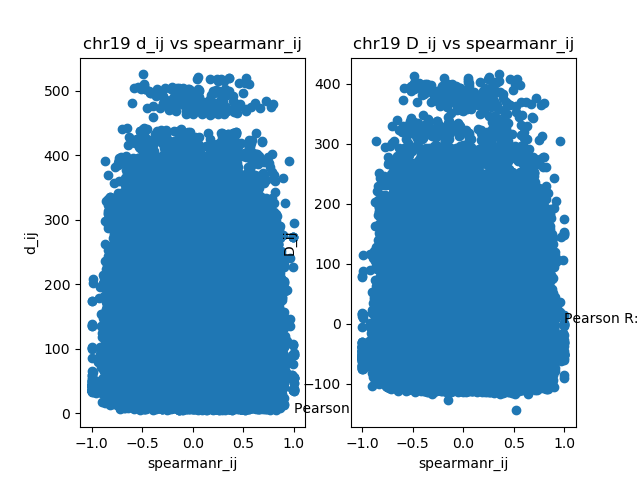 chr19 d_ij vs spearmanr_ij
d_ij
500
400
300
200
100
0
Pearson
−1.0 −0.5 0.0 0.5 1.0
spearmanr_ij
chr19 D_ij vs spearmanr_ij
D_ij
400
300
200
100
0
−100
Pearson R:
−1.0 −0.5 0.0 0.5 1.0
spearmanr_ij